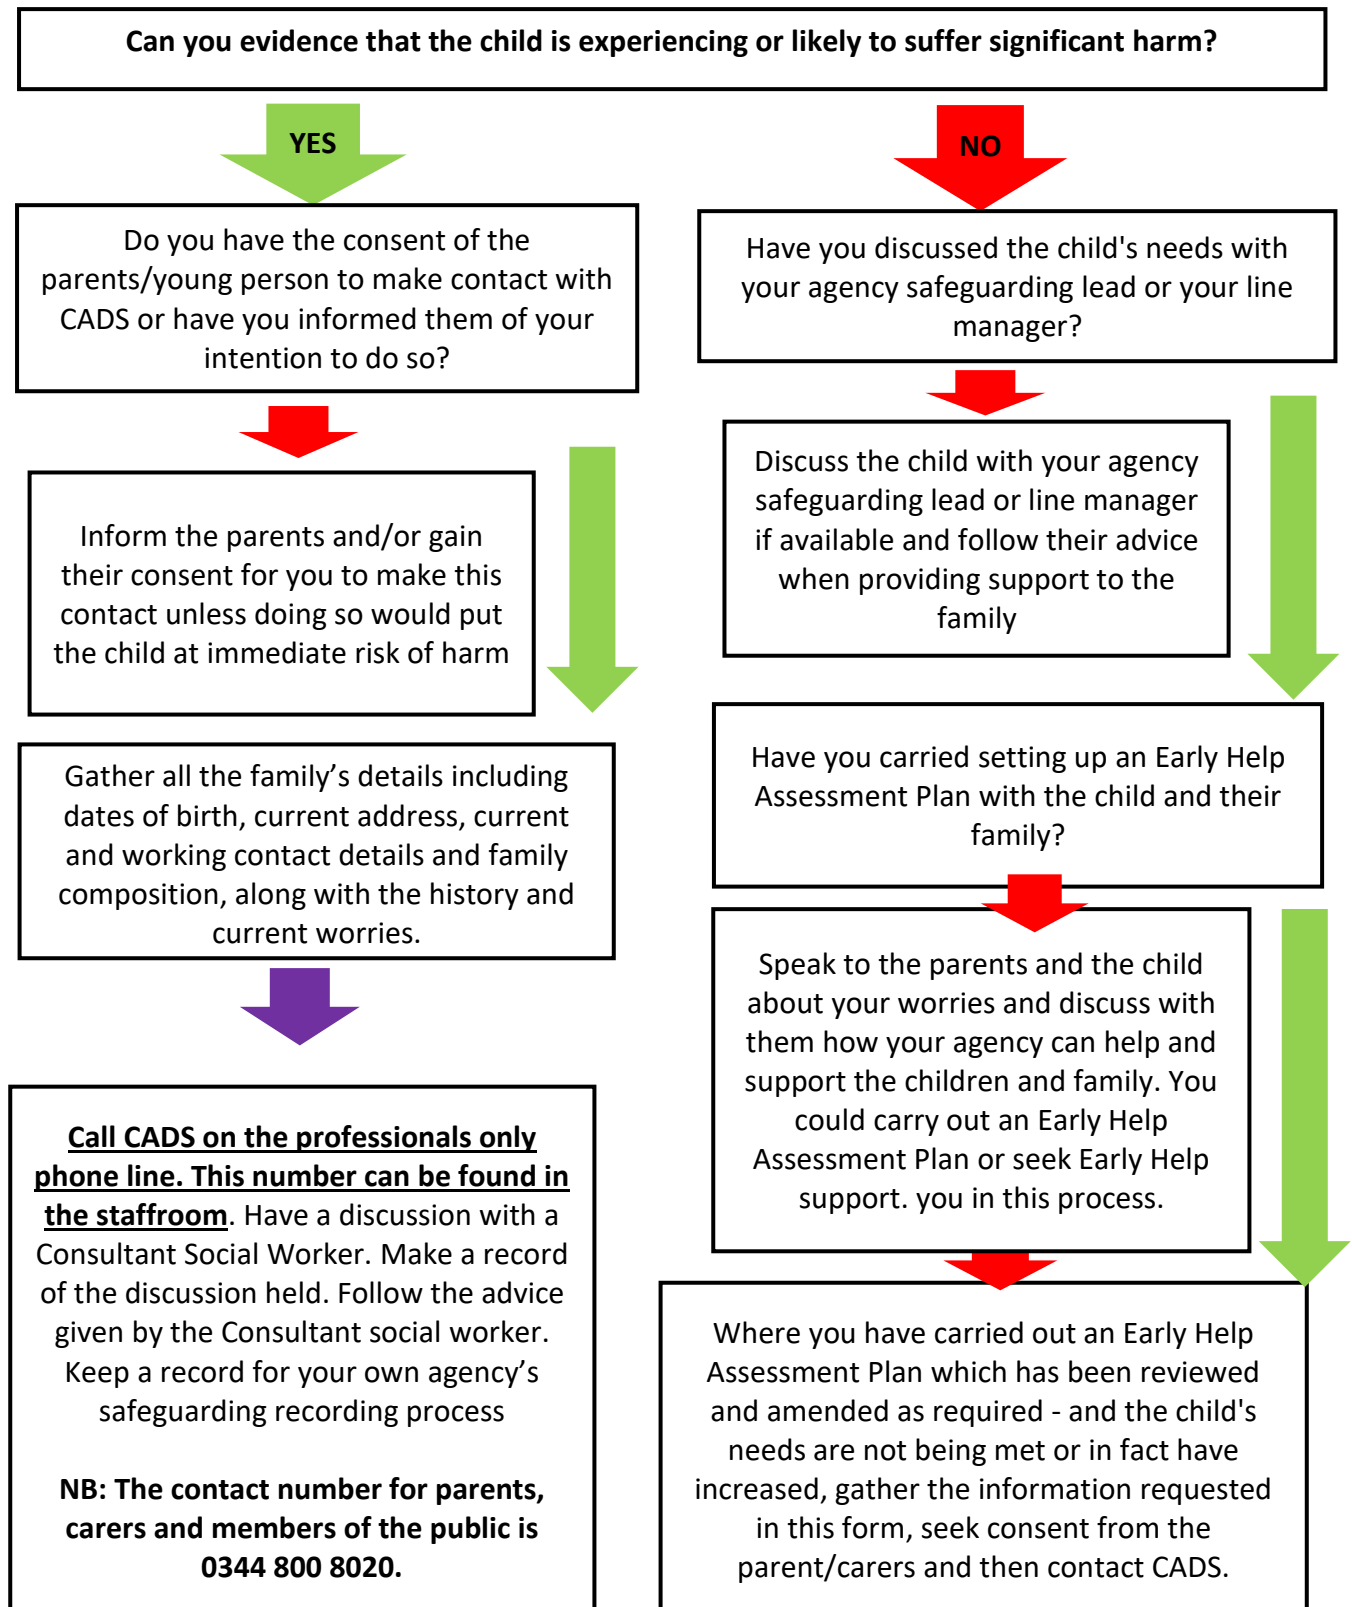 Can you evidence that the child is experiencing or likely to suffer significant harm?
YES
NO
Do you have the consent of the
parents/young person to make contact with
CADS or have you informed them of your
intention to do so?
Inform the parents and/or gain
their consent for you to make this
contact unless doing so would put
the child at immediate risk of harm
Gather all the family’s details including
dates of birth, current address, current
and working contact details and family
composition, along with the history and
current worries.
Call CADS on the professionals only
phone line. This number can be found in
the staffroom. Have a discussion with a
Consultant Social Worker. Make a record
of the discussion held. Follow the advice
given by the Consultant social worker.
Keep a record for your own agency’s
safeguarding recording process
NB: The contact number for parents,
carers and members of the public is
0344 800 8020.
Have you discussed the child's needs with
your agency safeguarding lead or your line
manager?
Discuss the child with your agency
safeguarding lead or line manager
if available and follow their advice
when providing support to the
family
Have you carried setting up an Early Help
Assessment Plan with the child and their
family?
Speak to the parents and the child
about your worries and discuss with
them how your agency can help and
support the children and family. You
could carry out an Early Help
Assessment Plan or seek Early Help
support. you in this process.
Where you have carried out an Early Help
Assessment Plan which has been reviewed
and amended as required - and the child's
needs are not being met or in fact have
increased, gather the information requested
in this form, seek consent from the
parent/carers and then contact CADS.